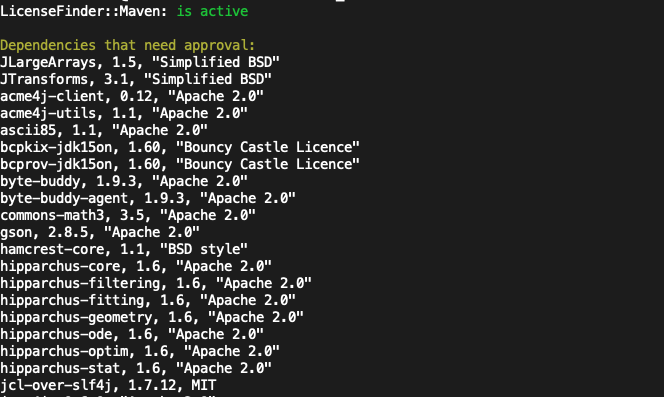 LicenseFinder::Maven: is active
Dependencies that need approval:
JLargeArrays, 1.5, "Simplified BSD"
JTransforms, 3.1, "Simplified BSD"
acme4j-client, 0.12, "Apache 2.0"
acme4j-utils, 1.1, "Apache 2.0"
ascii85, 1.1, "Apache 2.0"
bcpkix-jdk15on, 1.60, "Bouncy Castle Licence"
bcprov-jdk15on, 1.60, "Bouncy Castle Licence"
byte-buddy, 1.9.3, "Apache 2.0"
byte-buddy-agent, 1.9.3, "Apache 2.0"
commons-math3, 3.5, "Apache 2.0"
gson, 2.8.5, "Apache 2.0"
hamcrest-core, 1.1, "BSD style"
hipparchus-core, 1.6, "Apache 2.0"
hipparchus-filtering, 1.6, "Apache 2.0"
hipparchus-fitting, 1.6, "Apache 2.0"
hipparchus-geometry, 1.6, "Apache 2.0"
hipparchus-ode, 1.6, "Apache 2.0"
hipparchus-optim, 1.6, "Apache 2.0"
hipparchus-stat, 1.6, "Apache 2.0"
jcl-over-slf4j, 1.7.12, MIT